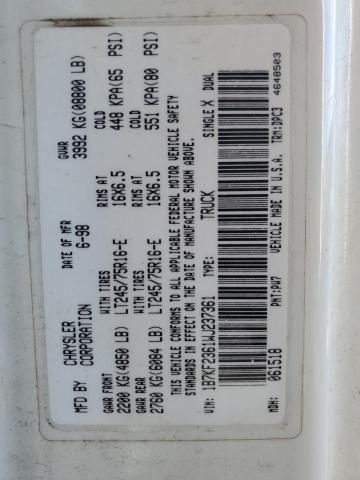 MFD BY CHRYSLER CORPORATION DATE OF MFR 6-98 GVWR 3992 KG(08800 LB)
GAWR FRONT WITH TIRES RIMS AT COLD
2200 KG(4850 LB) LT245/75R16-E 16X6.5 448 KPA(65 PSI)
GAWR REAR WITH TIRES RIMS AT COLD
2760 KG(6084 LB) LT245/75R16-E 16X6.5 551 KPA(80 PSI)
THIS VEHICLE CONFORMS TO ALL APPLICABLE FEDERAL MOTOR VEHICLE SAFETY
STANDARDS IN EFFECT ON THE DATE OF MANUFACTURE SHOWN ABOVE.
VIN: 1B7KF2361WJ237361 TYPE: TRUCK SINGLE X DUAL
MDH: 061518 PNT:PW7 VEHICLE MADE IN U.S.A. TRM:DPC3 4648503